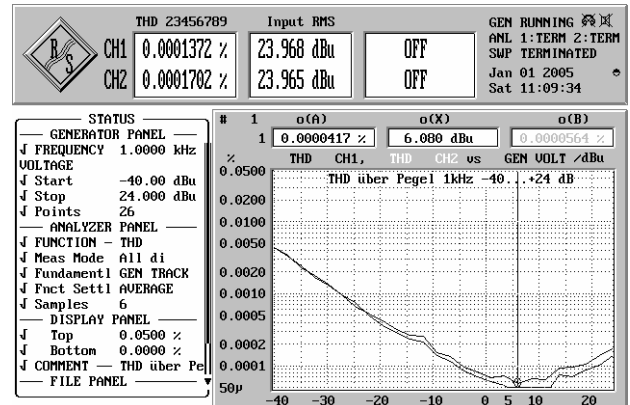 THD 23456789 Input RMS
GEN RUNNING
ANL 1:TERM 2:TERM
SWP TERMINATED
Jan 01 2005
Sat 11:09:34
R S
CH1 0.0001372 % 23.968 dBu OFF
CH2 0.0001702 % 23.965 dBu OFF
STATUS
GENERATOR PANEL
FREQUENCY 1.0000 kHz
VOLTAGE
Start -40.00 dBu
Stop 24.000 dBu
Points 26
ANALYZER PANEL
FUNCTION - THD
Meas Mode All di
Fundamentl GEN TRACK
Fnct Settl AVERAGE
Samples 6
DISPLAY PANEL
Top 0.0500 %
Bottom 0.0000 %
COMMENT — THD über Pe
FILE PANEL
# 1 o(A) o(X) o(B)
1 0.0000417 % 6.080 dBu 0.0000564 %
% THD CH1, THD CH2 vs GEN VOLT /dBu
THD über Pegel 1kHz -40...+24 dB
0.0500
0.0200
0.0100
0.0050
0.0020
0.0010
0.0005
0.0002
0.0001
50µ
-40 -30 -20 -10 0 5 10 20